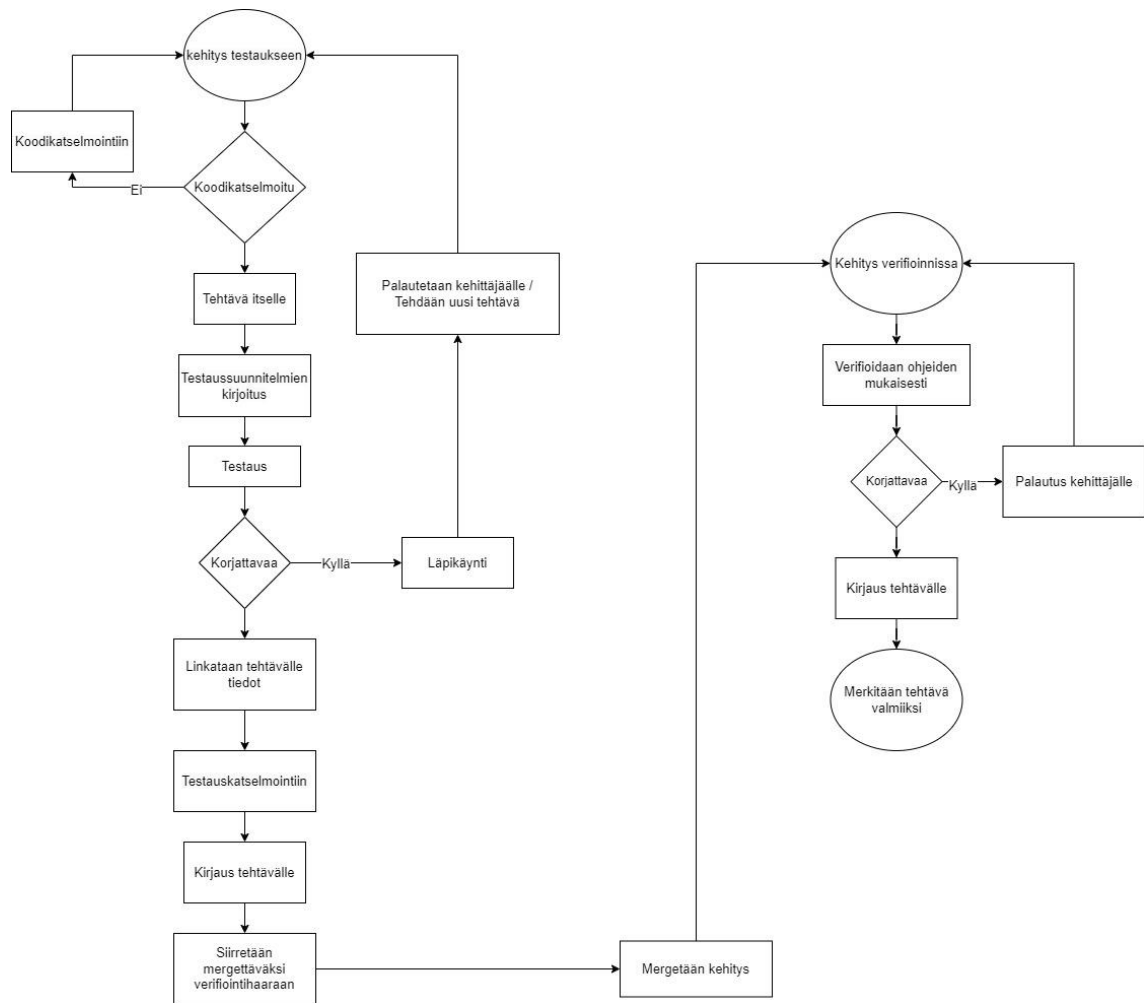 kehitys testaukseen
Koodikatselmointiin
Ei
Koodikatselmoitu
Tehtävä itselle
Palautetaan kehittäjäälle /
Tehdään uusi tehtävä
Testaussuunnitelmien
kirjoitus
Testaus
Korjattavaa
Kyllä
Läpikäynti
Linkataan tehtävälle
tiedot
Testauskatselmointiin
Kirjaus tehtävälle
Siirretään
mergettäväksi
verifiointihaaraan
Mergetään kehitys
Kehitys verifioinnissa
Verifioidaan ohjeiden
mukaisesti
Korjattavaa
Kyllä
Palautus kehittäjälle
Kirjaus tehtävälle
Merkitään tehtävä
valmiiksi